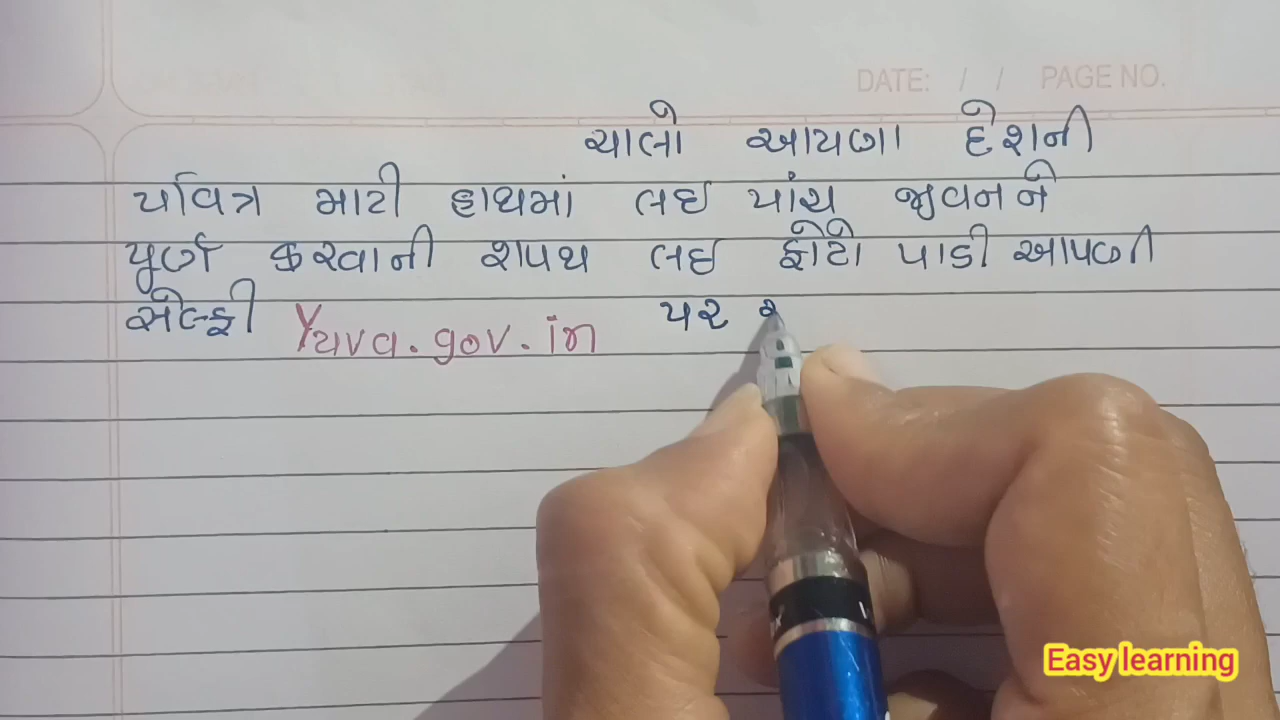 DATE: / / PAGE NO.
ચાલો આપણા દેશની
પવિત્ર માટી હાથમાં લઇ પાંચ જીવનને
પૂર્ણ કરવાની શપથ લઇ ફોટો પાડી આપણી
સેલ્ફી Yuva.gov.in પર
Easy learning